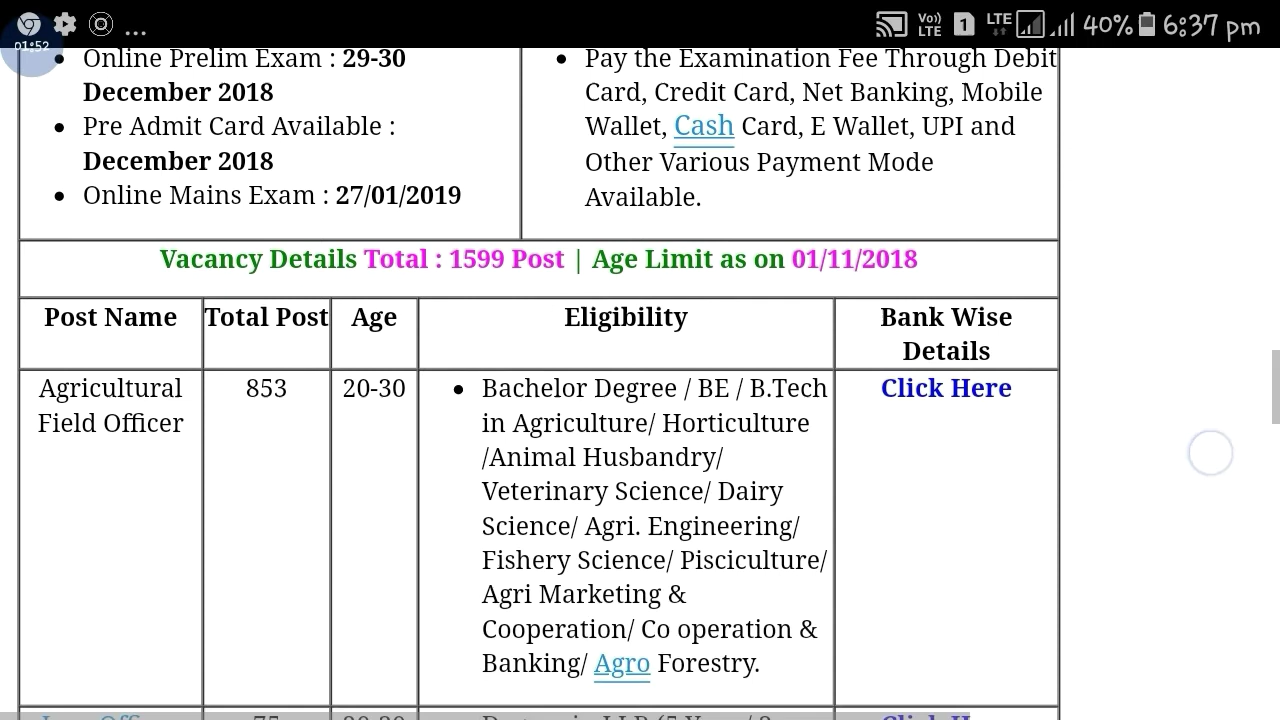 01:52
...
Vo))
LTE
1
LTE
40%
6:37 pm
Online Prelim Exam : 29-30
December 2018
Pre Admit Card Available :
December 2018
Online Mains Exam : 27/01/2019
Pay the Examination Fee Through Debit
Card, Credit Card, Net Banking, Mobile
Wallet, Cash Card, E Wallet, UPI and
Other Various Payment Mode
Available.
Vacancy Details Total : 1599 Post | Age Limit as on 01/11/2018
Post Name
Total Post
Age
Eligibility
Bank Wise
Details
Agricultural
Field Officer
853
20-30
Bachelor Degree / BE / B.Tech
in Agriculture/ Horticulture
/Animal Husbandry/
Veterinary Science/ Dairy
Science/ Agri. Engineering/
Fishery Science/ Pisciculture/
Agri Marketing &
Cooperation/ Co operation &
Banking/ Agro Forestry.
Click Here